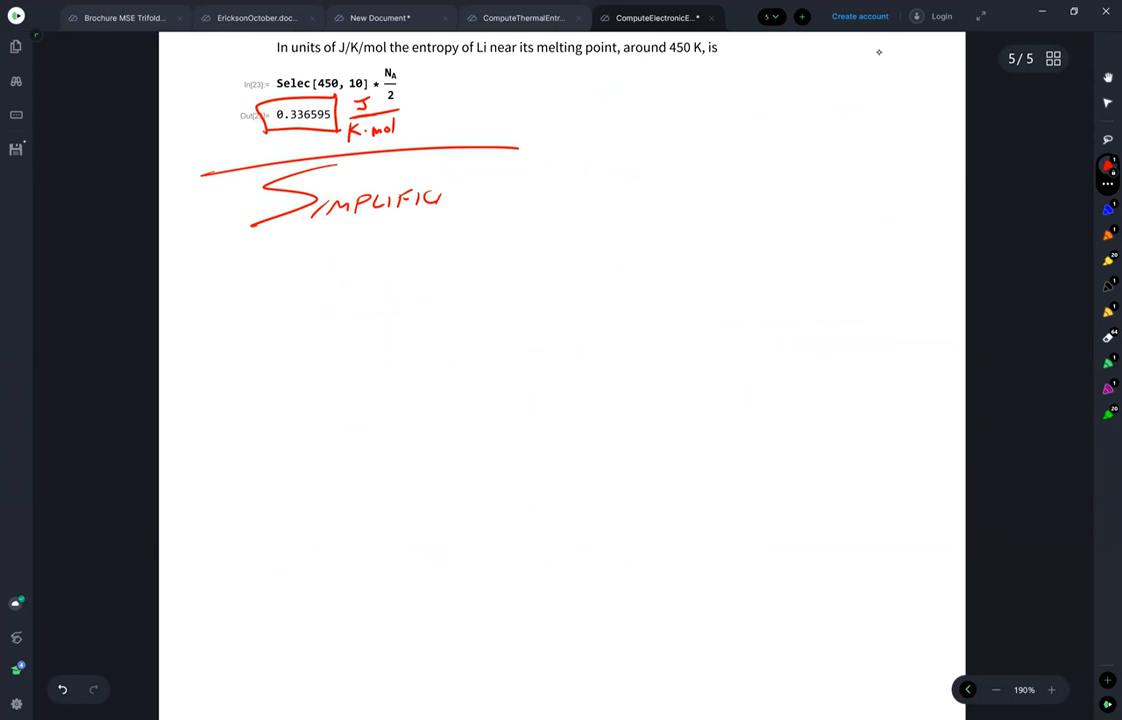 Brochure MSE Trifold...
EricksonOctober.doc...
New Document*
ComputeThermalEntr...
ComputeElectronicE...*
5
Create account
Login
In units of J/K/mol the entropy of Li near its melting point, around 450 K, is
5 / 5
In[23]:= Selec[450, 10] * N_A/2
0.336595 J/K·mol
SIMPLIFIC
190%